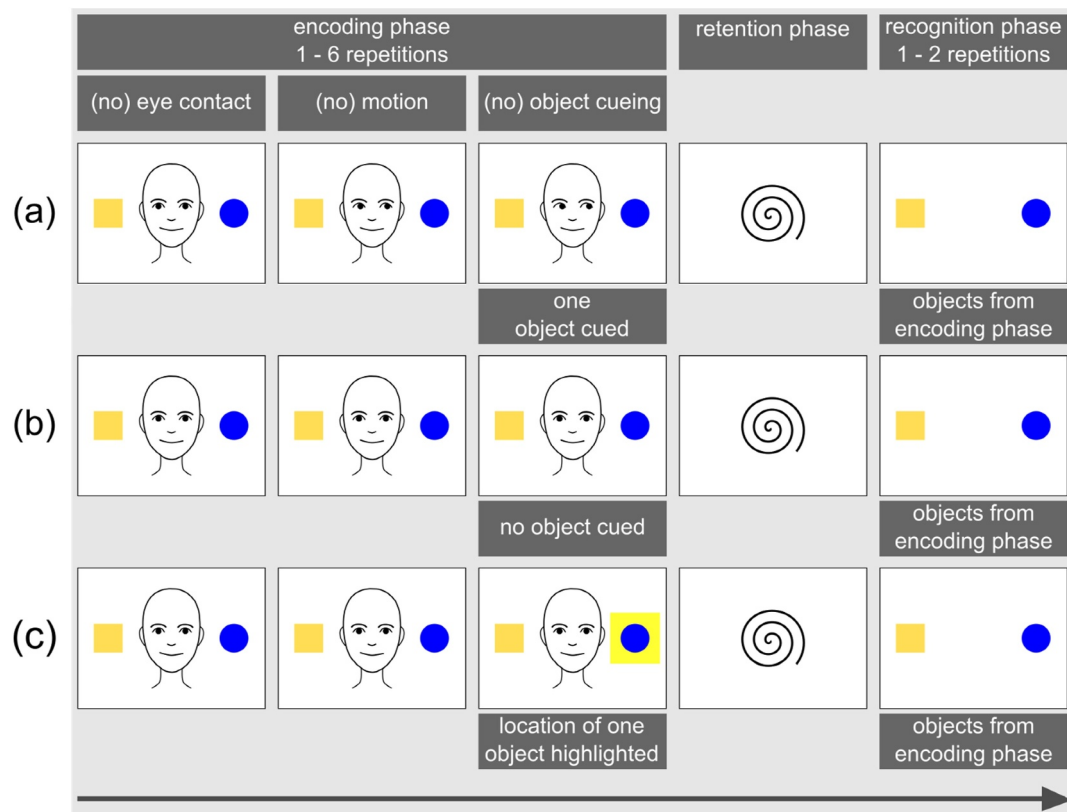 encoding phase
1 - 6 repetitions
retention phase
recognition phase
1 - 2 repetitions
(no) eye contact
(no) motion
(no) object cueing
(a)
one
object cued
objects from
encoding phase
(b)
no object cued
objects from
encoding phase
(c)
location of one
object highlighted
objects from
encoding phase